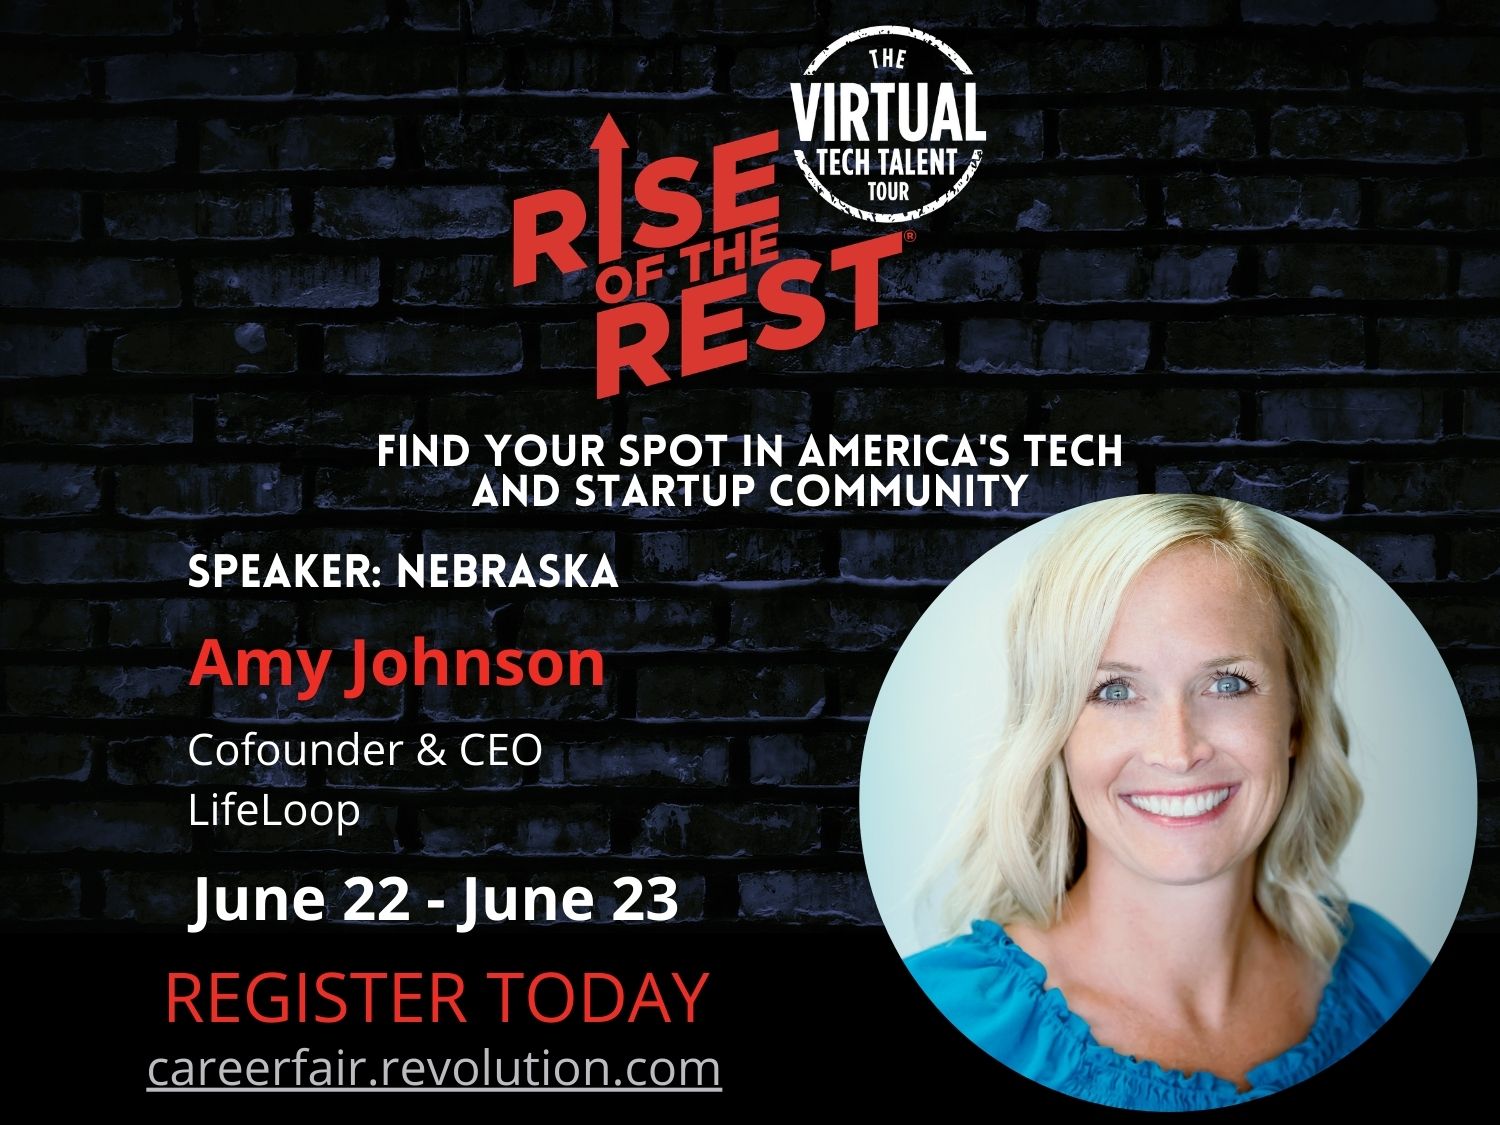 THE
VIRTUAL
TECH TALENT
TOUR
RISE
OF THE
REST®
FIND YOUR SPOT IN AMERICA'S TECH
AND STARTUP COMMUNITY
SPEAKER: NEBRASKA
Amy Johnson
Cofounder & CEO
LifeLoop
June 22 - June 23
REGISTER TODAY
careerfair.revolution.com